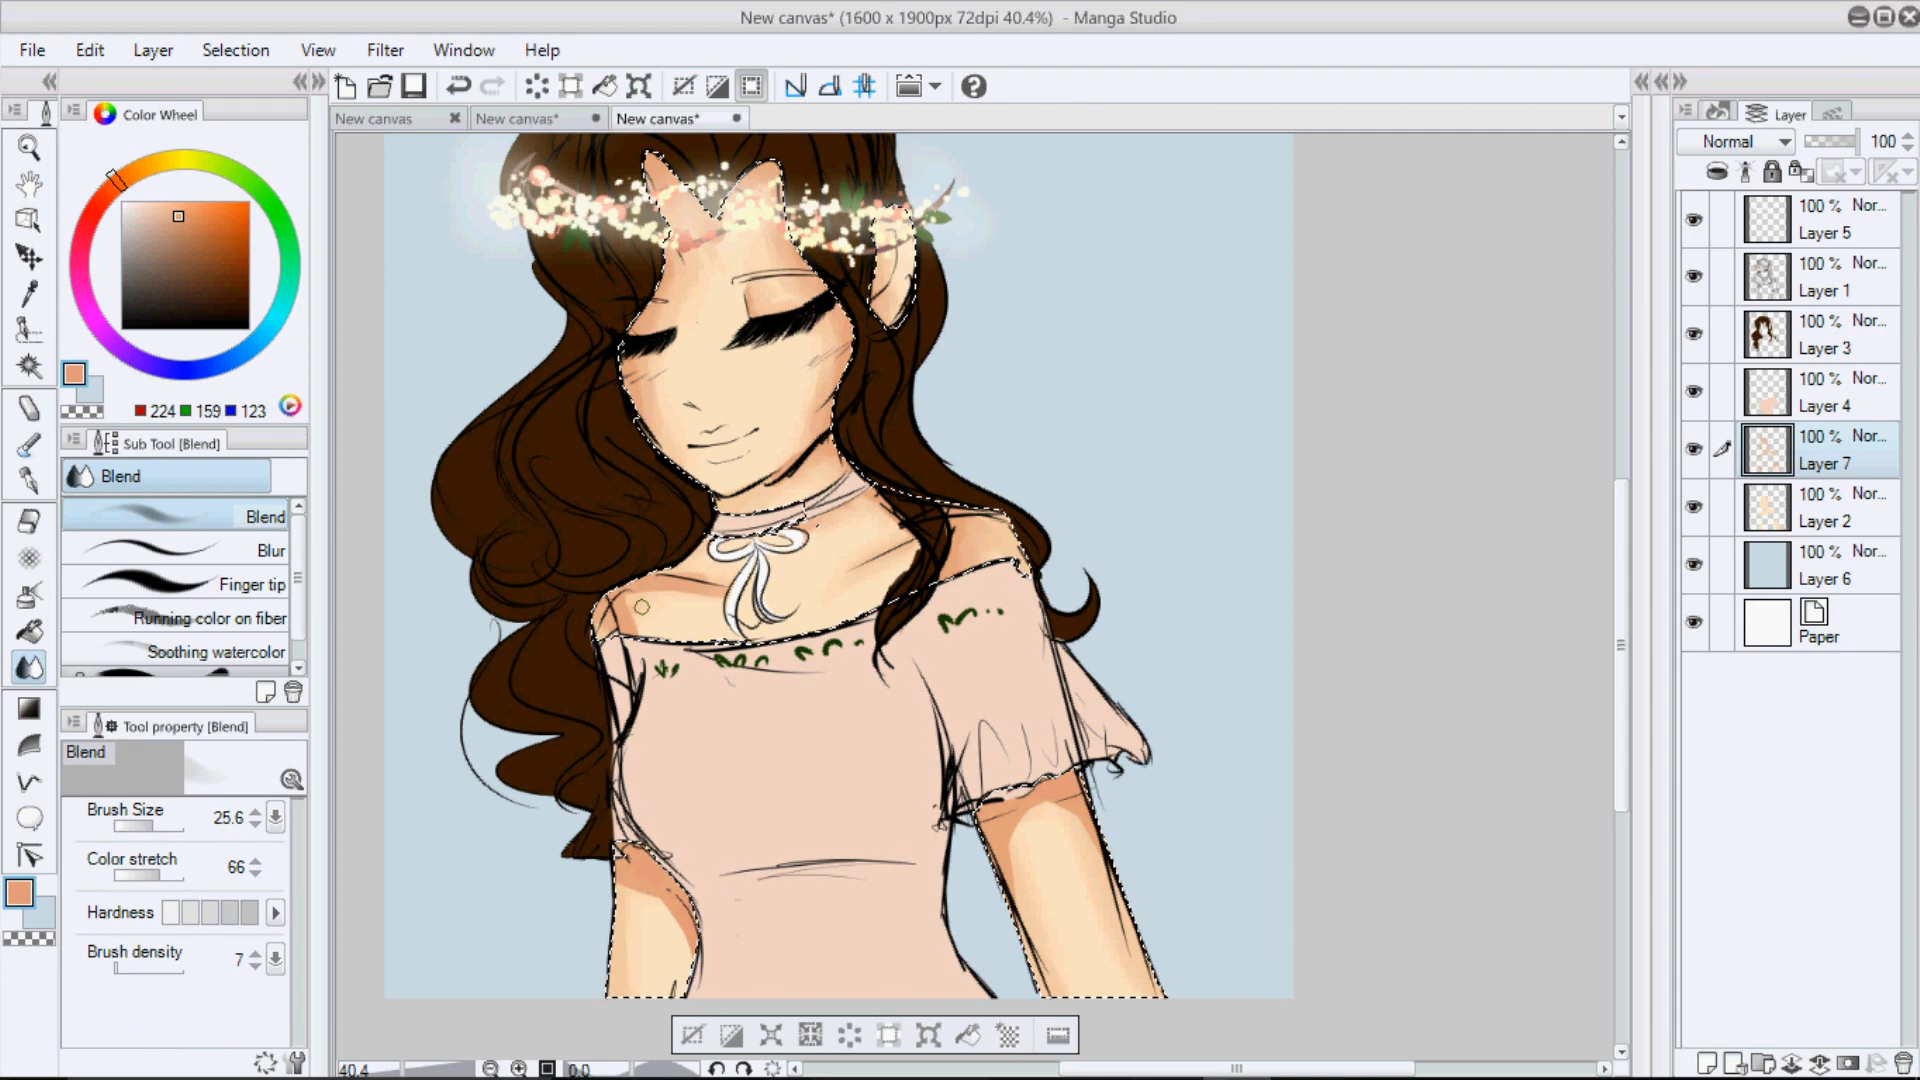 New canvas* (1600 x 1900px 72dpi 40.4%) - Manga Studio
File Edit Layer Selection View Filter Window Help
Color Wheel
New canvas New canvas* New canvas*
Layer
Normal 100
100 % Nor...
Layer 5
100 % Nor...
Layer 1
100 % Nor...
Layer 3
100 % Nor...
Layer 4
100 % Nor...
Layer 7
100 % Nor...
Layer 2
100 % Nor...
Layer 6
Paper
224 159 123
Sub Tool [Blend]
Blend
Blend
Blur
Finger tip
Running color on fiber
Soothing watercolor
Tool property [Blend]
Blend
Brush Size 25.6
Color stretch 66
Hardness
Brush density 7
40.4 0.0